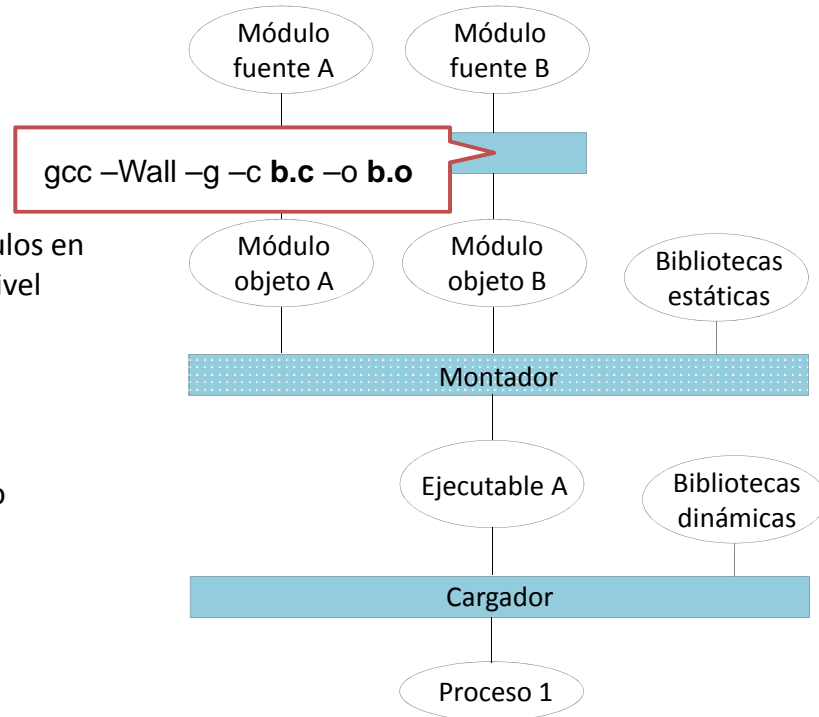 Módulo
fuente A
Módulo
fuente B
gcc –Wall –g –c b.c –o b.o
Módulo
objeto A
Módulo
objeto B
Bibliotecas
estáticas
en
Montador
Ejecutable A
Bibliotecas
dinámicas
Cargador
Proceso 1